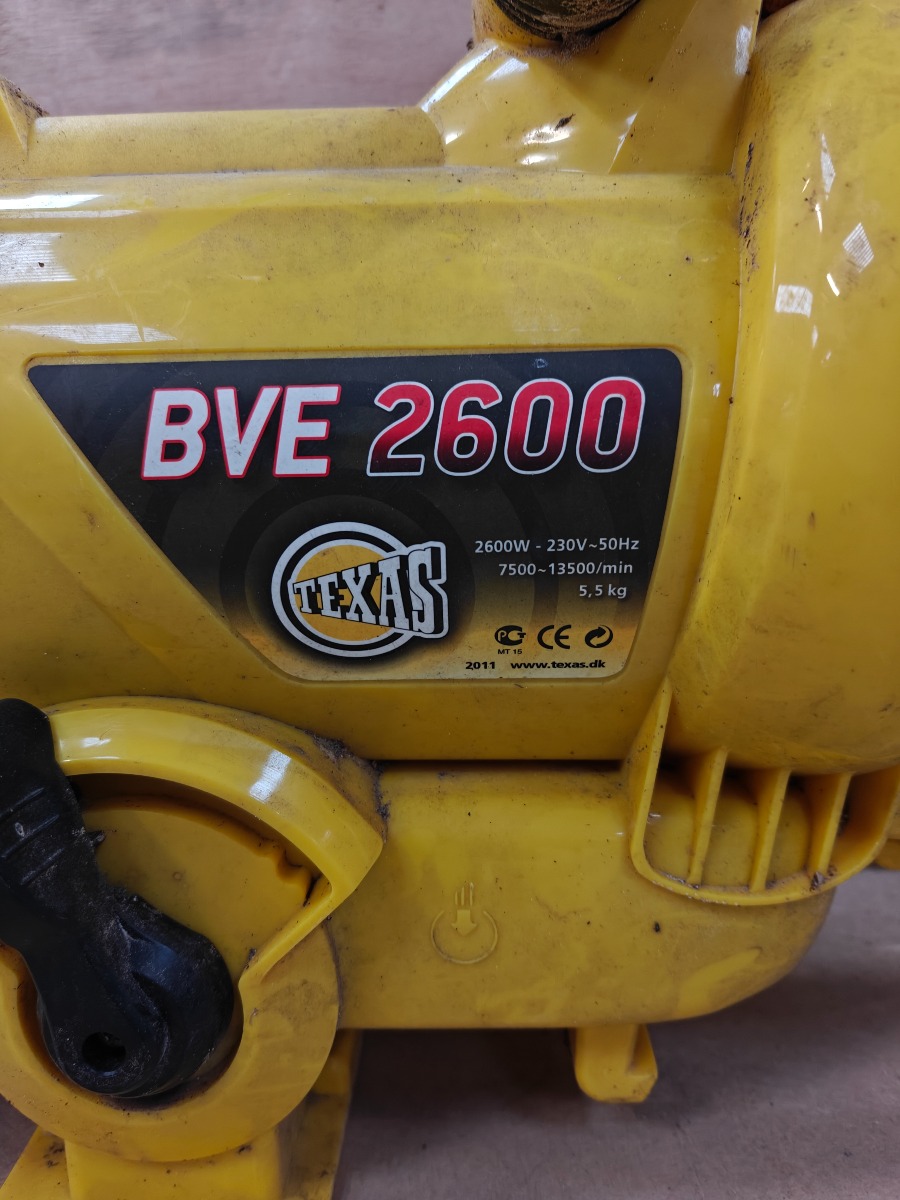 BVE 2600
TEXAS
2600W - 230V~50Hz
7500~13500/min
5,5 kg
PCT CE
MT 15
2011 www.texas.dk